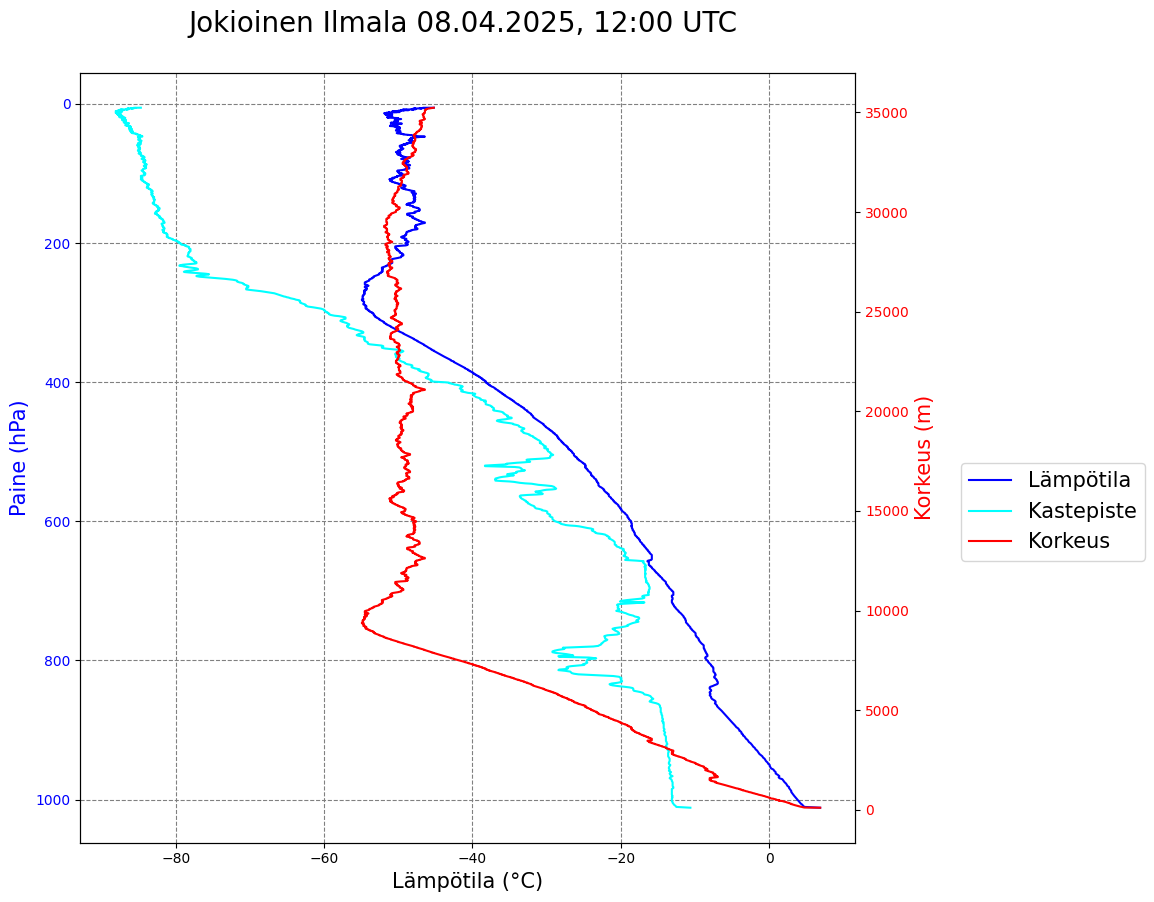 Jokioinen Ilmala 08.04.2025, 12:00 UTC
0
200
400
600
800
1000
Paine (hPa)
35000
30000
25000
20000
15000
10000
5000
0
Korkeus (m)
Lämpötila
Kastepiste
Korkeus
−80
−60
−40
−20
0
Lämpötila (°C)